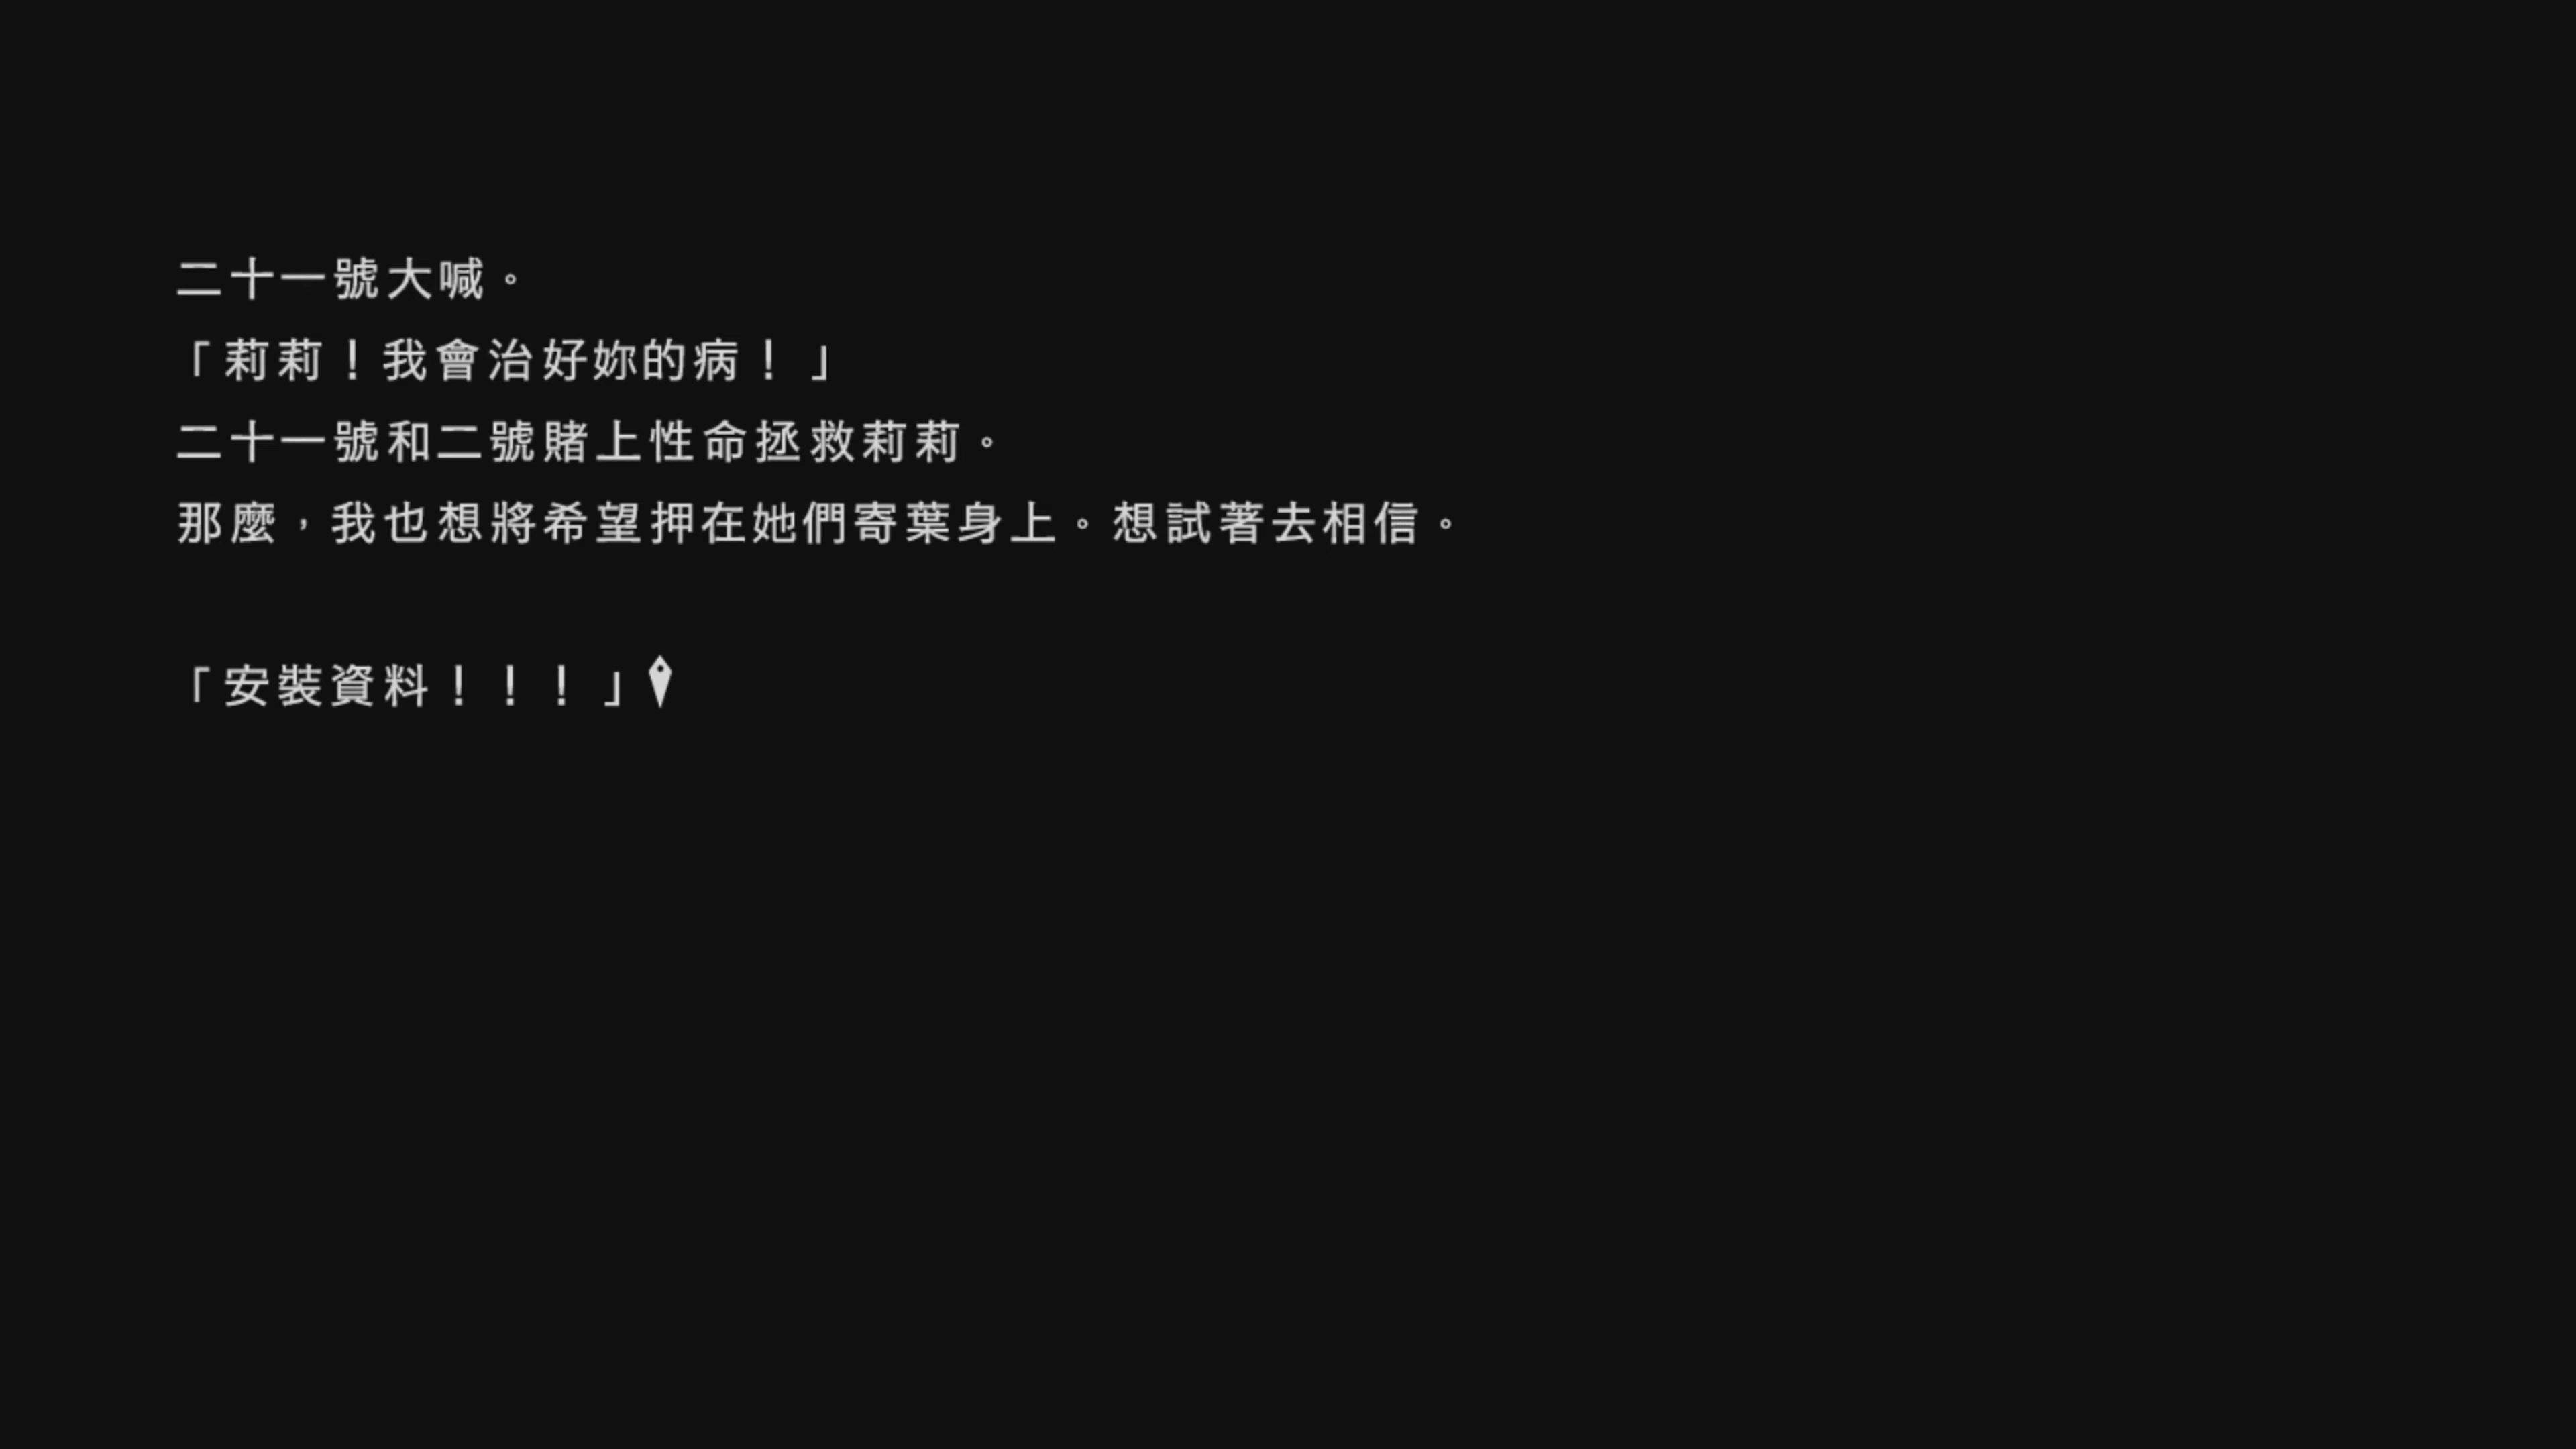 二十一號大喊。
「莉莉！我會治好妳的病！」
二十一號和二號賭上性命拯救莉莉。
那麼，我也想將希望押在她們寄葉身上。想試著去相信。
「安裝資料！！！」